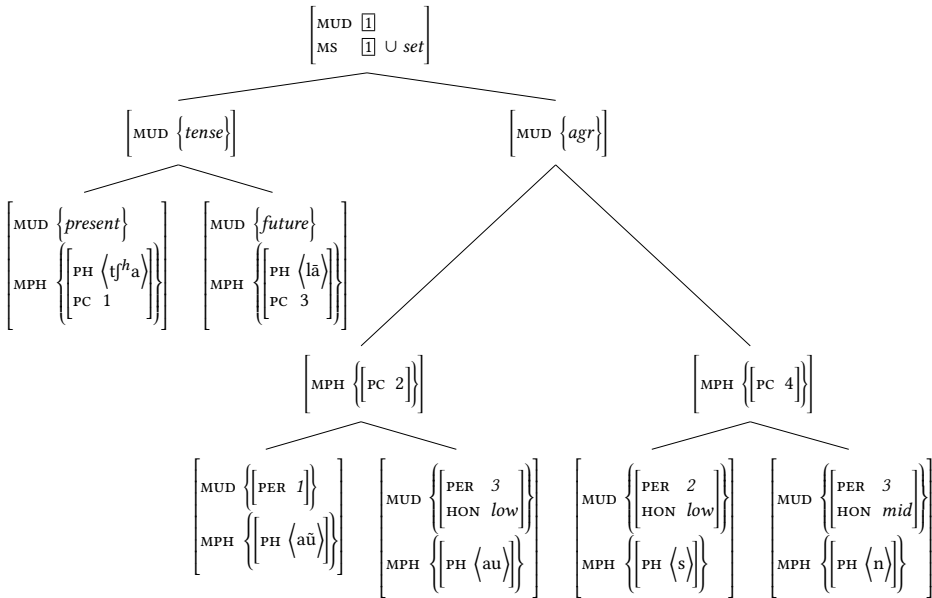 MUD 1
MS 1 ∪ set
MUD {tense}
MUD {agr}
MUD {present}
MPH {[PH ⟨tʃʰa⟩
PC 1]}
MUD {future}
MPH {[PH ⟨lā⟩
PC 3]}
MPH {[PC 2]}
MPH {[PC 4]}
MUD {[PER 1]}
MPH {[PH ⟨aũ⟩]}
MUD {[PER 3
HON low]}
MPH {[PH ⟨au⟩]}
MUD {[PER 2
HON low]}
MPH {[PH ⟨s⟩]}
MUD {[PER 3
HON mid]}
MPH {[PH ⟨n⟩]}